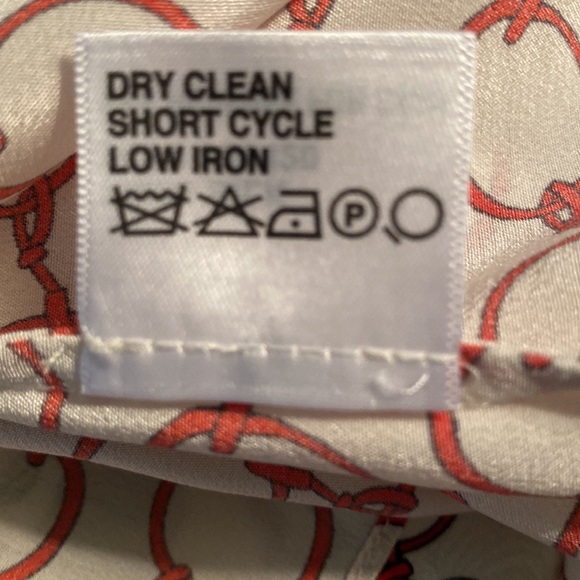 DRY CLEAN
SHORT CYCLE
LOW IRON
P